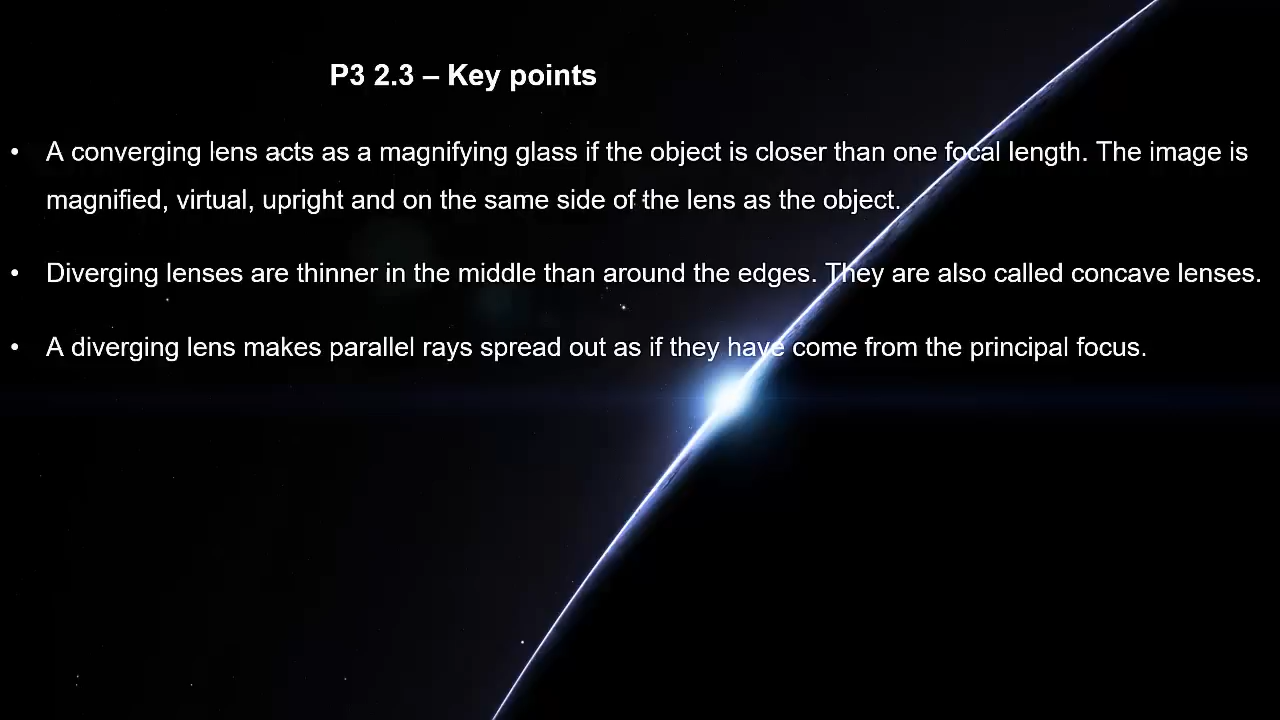 P3 2.3 – Key points
• A converging lens acts as a magnifying glass if the object is closer than one focal length. The image is
magnified, virtual, upright and on the same side of the lens as the object.
• Diverging lenses are thinner in the middle than around the edges. They are also called concave lenses.
• A diverging lens makes parallel rays spread out as if they have come from the principal focus.